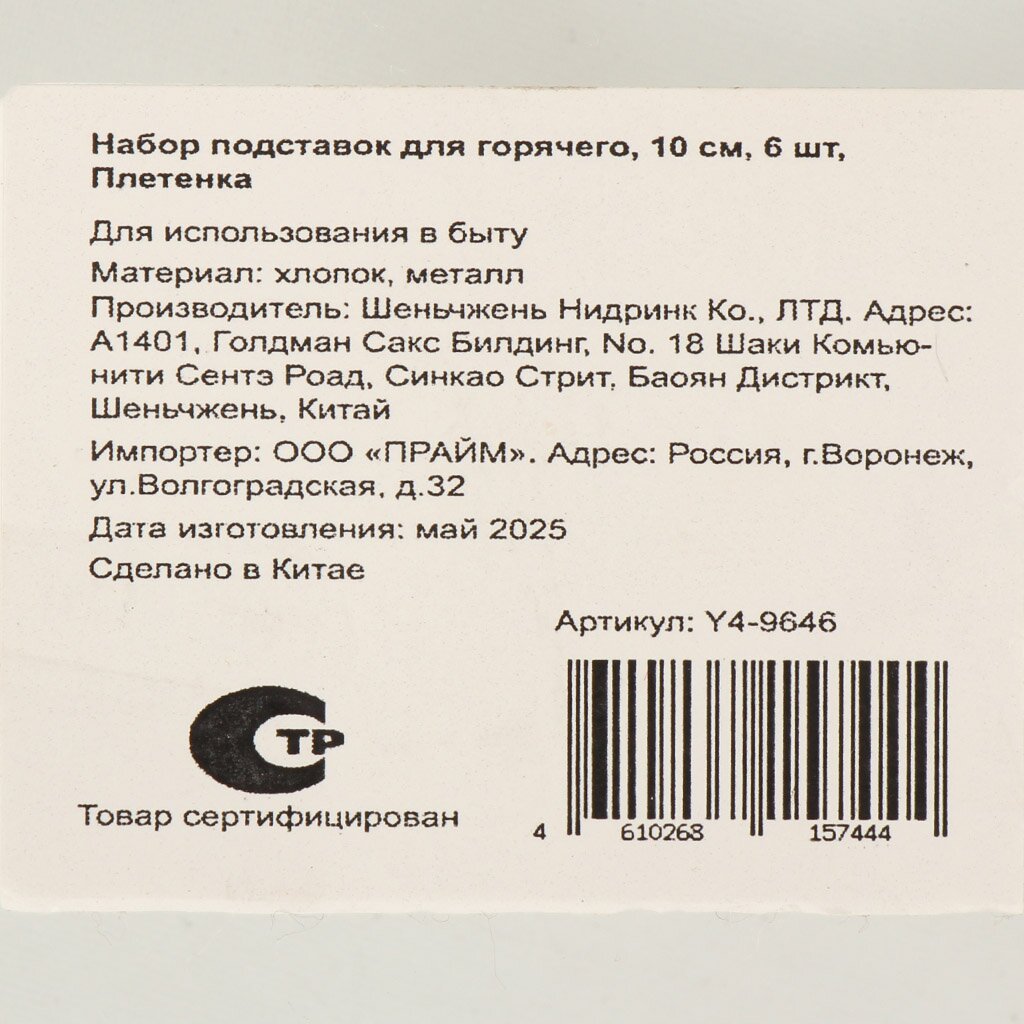 Набор подставок для горячего, 10 см, 6 шт,
Плетенка
Для использования в быту
Материал: хлопок, металл
Производитель: Шеньчжень Нидринк Ко., ЛТД. Адрес:
А1401, Голдман Сакс Билдинг, No. 18 Шаки Комью-
нити Сентэ Роад, Синкао Стрит, Баоян Дистрикт,
Шеньчжень, Китай
Импортер: ООО «ПРАЙМ». Адрес: Россия, г.Воронеж,
ул.Волгоградская, д.32
Дата изготовления: май 2025
Сделано в Китае
Артикул: Y4-9646
СТР
Товар сертифицирован
4 610268 157444